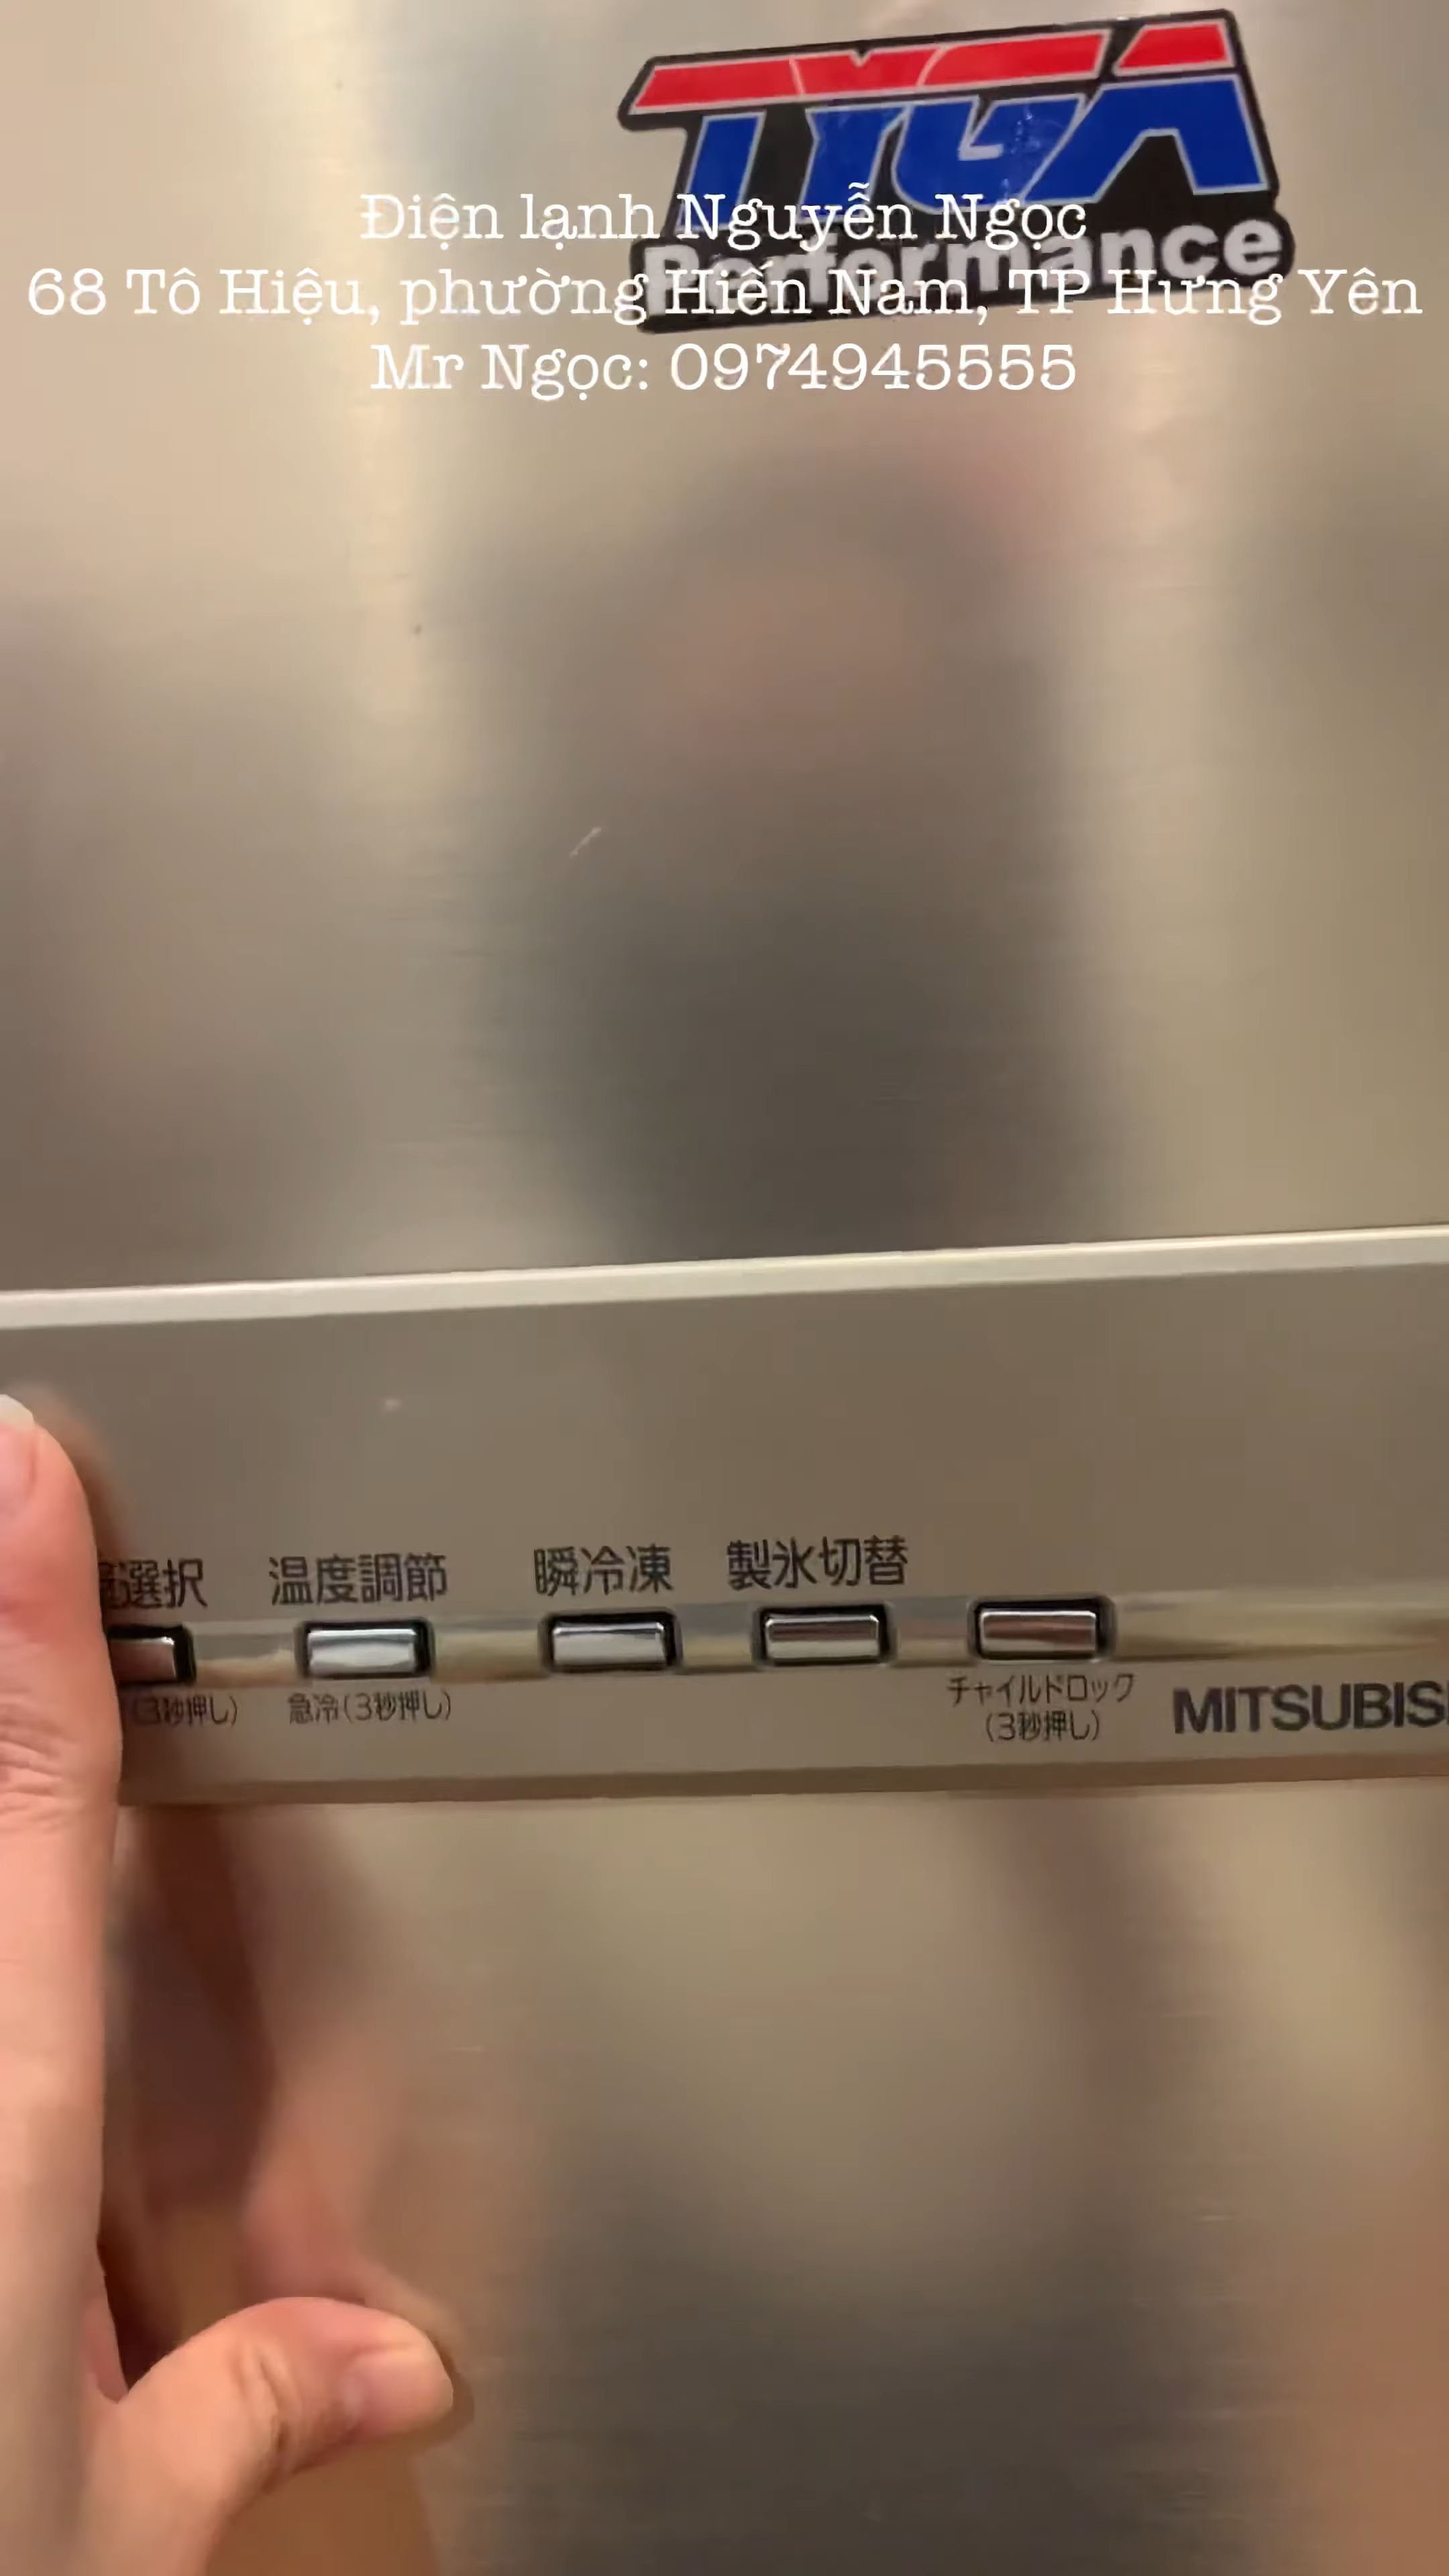 TYGA
Performance
Điện lạnh Nguyễn Ngọc
68 Tô Hiệu, phường Hiến Nam, TP Hưng Yên
Mr Ngọc: 0974945555
選択 温度調節 瞬冷凍 製氷切替
(3秒押し) 急冷(3秒押し) チャイルドロック
(3秒押し)
MITSUBIS